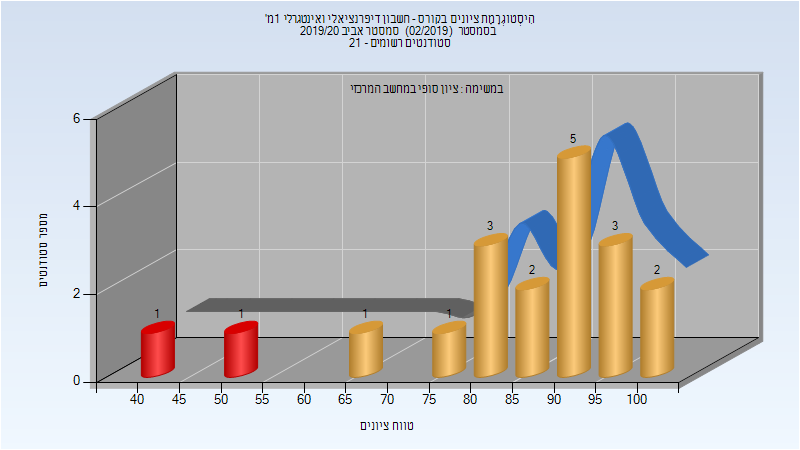 הִיסְטוֹגְרָמַת ציונים בקורס - חשבון דיפרנציאלי ואינטגרלי 1מ'
בסמסטר (02/2019) סמסטר אביב 2019/20
סטודנטים רשומים - 21
במשימה : ציון סופי במחשב המרכזי
מספר סטודנטים
6
4
2
0
1
1
1
1
3
2
5
3
2
40 45 50 55 60 65 70 75 80 85 90 95 100
טווח ציונים